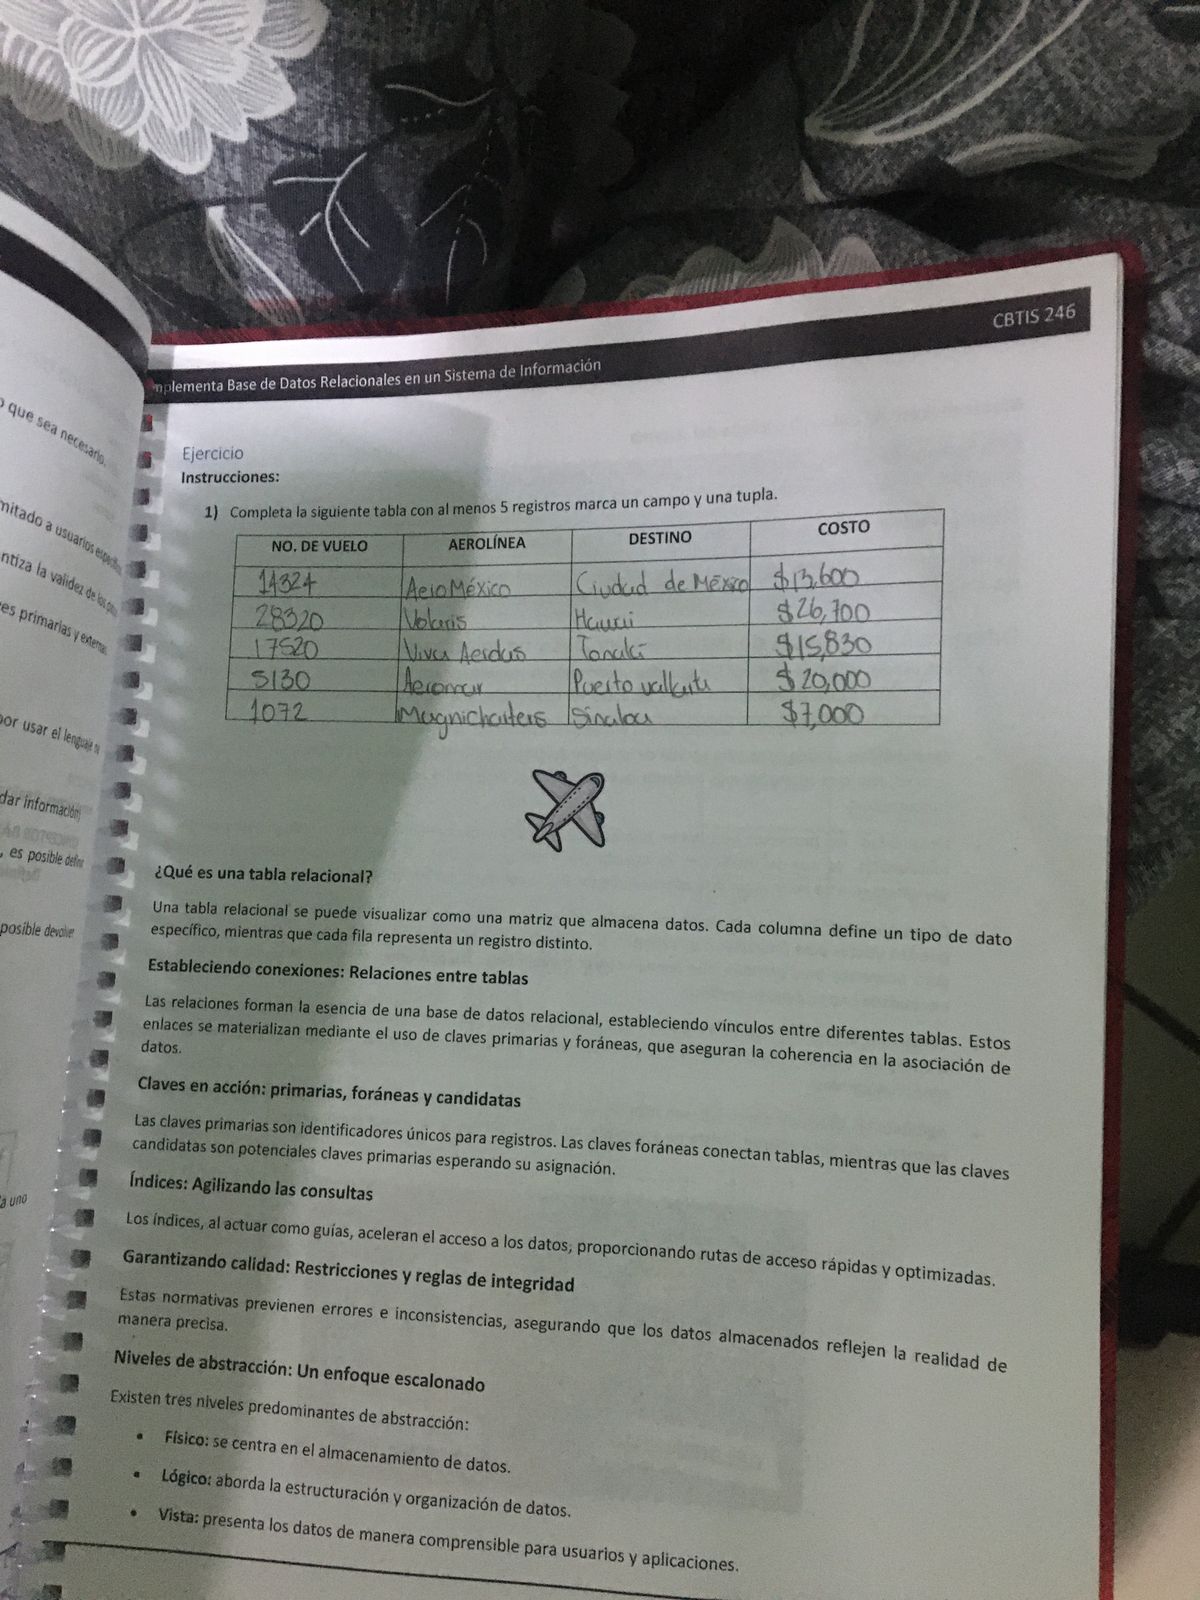 CBTIS 246
mplementa Base de Datos Relacionales en un Sistema de Información
o que sea necesario.
mitado a usuarios
ntiza la validez de los
es primarias y
por usar el lenguaje
dar información
, es posible
posible devolver
a uno
Ejercicio
Instrucciones:
1) Completa la siguiente tabla con al menos 5 registros marca un campo y una tupla.
NO. DE VUELO AEROLÍNEA DESTINO COSTO
14324 AeroMéxico Ciudad de México $13,600
28320 Volaris Hawii $26,700
17520 Viva Aerobus $15,830
5130 Aeromar Puerto vallarta $20,000
1072 Magnicharters Sinaloa $7,000
¿Qué es una tabla relacional?
Una tabla relacional se puede visualizar como una matriz que almacena datos. Cada columna define un tipo de dato
específico, mientras que cada fila representa un registro distinto.
Estableciendo conexiones: Relaciones entre tablas
Las relaciones forman la esencia de una base de datos relacional, estableciendo vínculos entre diferentes tablas. Estos
enlaces se materializan mediante el uso de claves primarias y foráneas, que aseguran la coherencia en la asociación de
datos.
Claves en acción: primarias, foráneas y candidatas
Las claves primarias son identificadores únicos para registros. Las claves foráneas conectan tablas, mientras que las claves
candidatas son potenciales claves primarias esperando su asignación.
Índices: Agilizando las consultas
Los índices, al actuar como guías, aceleran el acceso a los datos, proporcionando rutas de acceso rápidas y optimizadas.
Garantizando calidad: Restricciones y reglas de integridad
Estas normativas previenen errores e inconsistencias, asegurando que los datos almacenados reflejen la realidad de
manera precisa.
Niveles de abstracción: Un enfoque escalonado
Existen tres niveles predominantes de abstracción:
• Físico: se centra en el almacenamiento de datos.
• Lógico: aborda la estructuración y organización de datos.
• Vista: presenta los datos de manera comprensible para usuarios y aplicaciones.